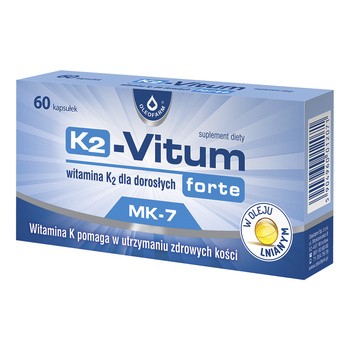 60 kapsułek
OLEOFARM
suplement diety
K2-Vitum
witamina K2 dla dorosłych
forte
MK-7
W OLEJU
LNIANYM
Witamina K pomaga w utrzymaniu zdrowych kości